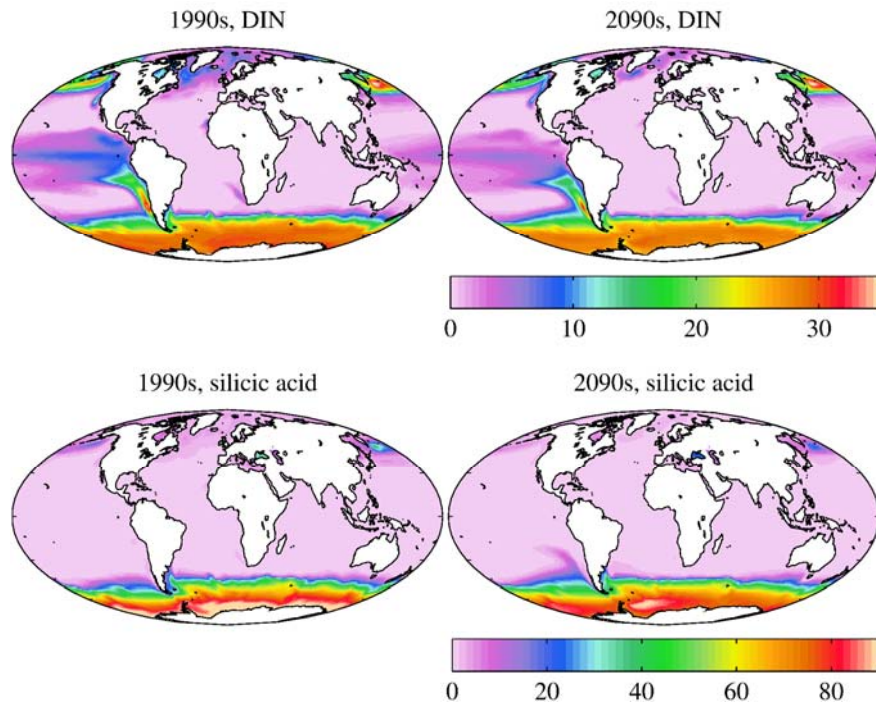 1990s, DIN
2090s, DIN
0 10 20 30
1990s, silicic acid
2090s, silicic acid
0 20 40 60 80